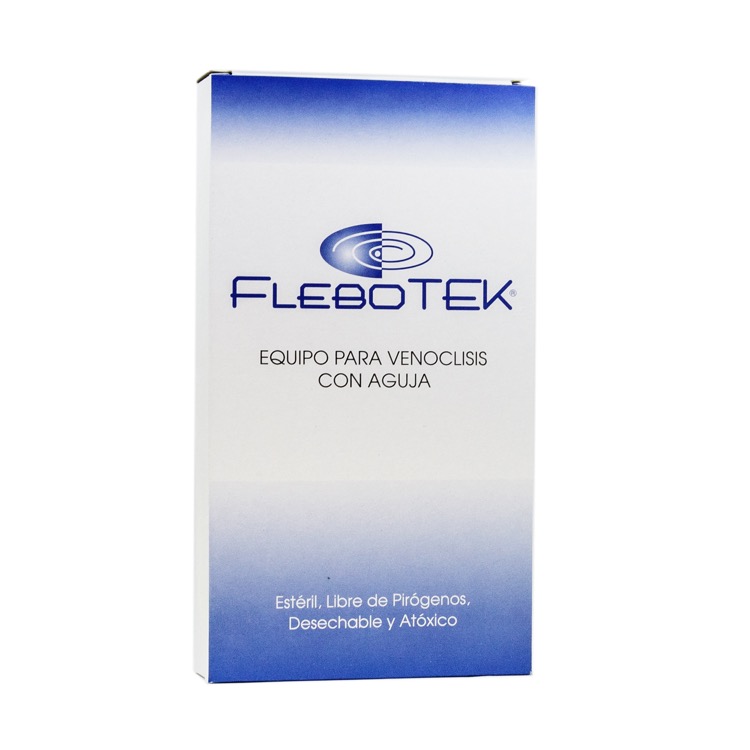 FLEBOTEK®
EQUIPO PARA VENOCLISIS
CON AGUJA
Estéril, Libre de Pirógenos,
Desechable y Atóxico